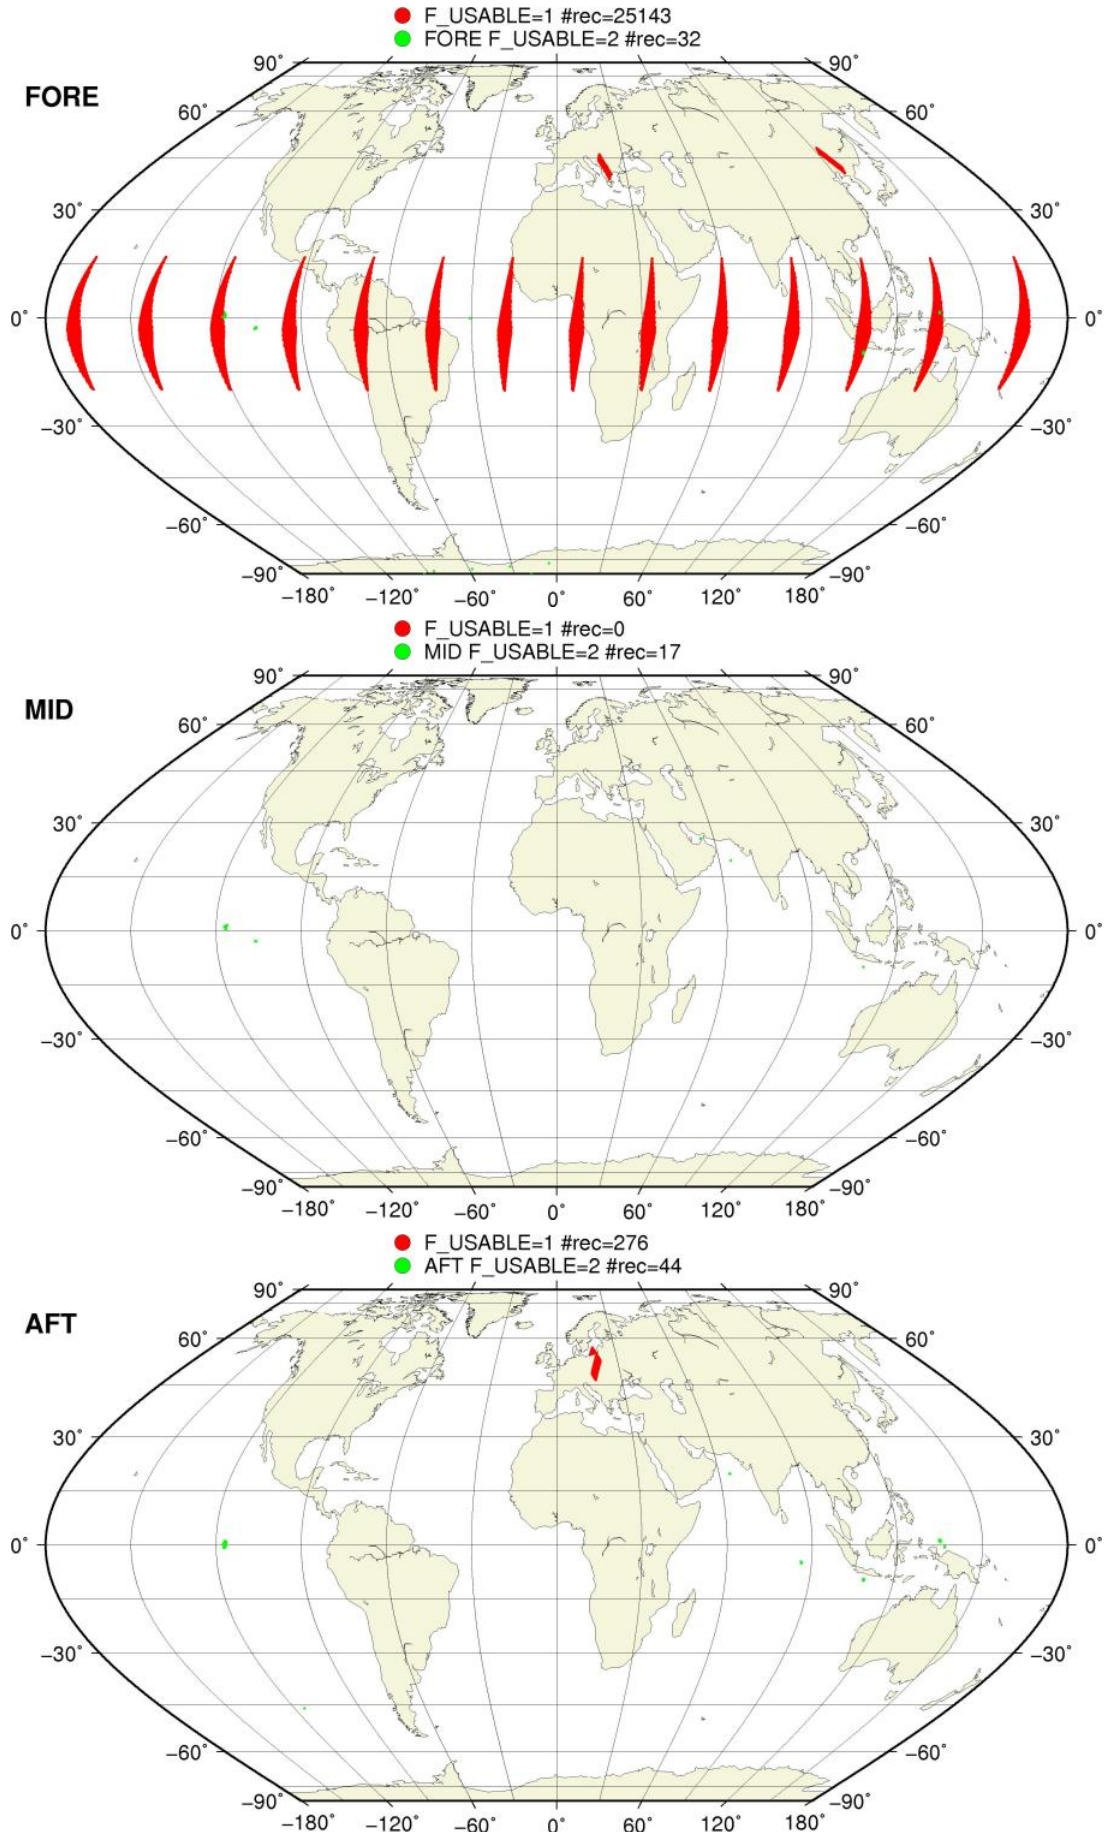 F_USABLE=1 #rec=25143
FORE F_USABLE=2 #rec=32
FORE
90° 90°
60° 60°
30° 30°
0° 0°
−30° −30°
−60° −60°
−90° −90°
−180° −120° −60° 0° 60° 120° 180°
F_USABLE=1 #rec=0
MID F_USABLE=2 #rec=17
MID
90° 90°
60° 60°
30° 30°
0° 0°
−30° −30°
−60° −60°
−90° −90°
−180° −120° −60° 0° 60° 120° 180°
F_USABLE=1 #rec=276
AFT F_USABLE=2 #rec=44
AFT
90° 90°
60° 60°
30° 30°
0° 0°
−30° −30°
−60° −60°
−90° −90°
−180° −120° −60° 0° 60° 120° 180°